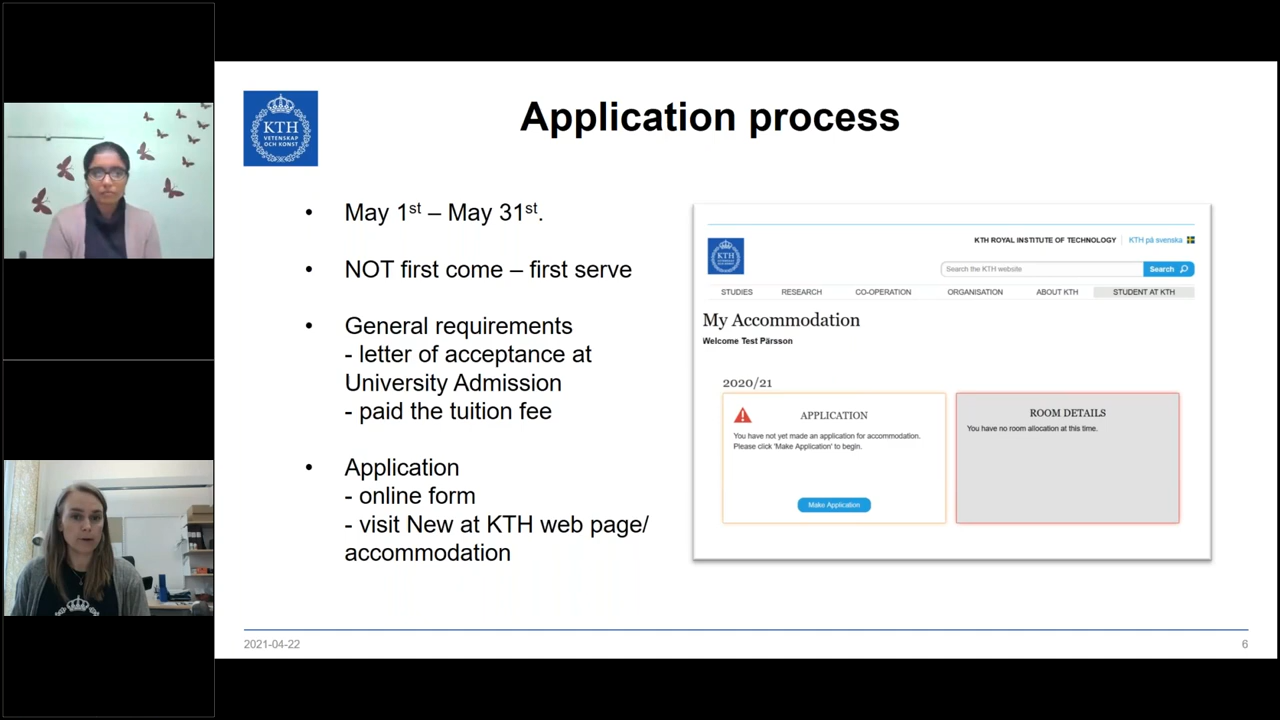 KTH
VETENSKAP
OCH KONST
Application process
• May 1st – May 31st.
• NOT first come – first serve
• General requirements
- letter of acceptance at
University Admission
- paid the tuition fee
• Application
- online form
- visit New at KTH web page/
accommodation
KTH ROYAL INSTITUTE OF TECHNOLOGY KTH på svenska
KTH
Search the KTH website Search
STUDIES RESEARCH CO-OPERATION ORGANISATION ABOUT KTH STUDENT AT KTH
My Accommodation
Welcome Test Pärsson
2020/21
APPLICATION
You have not yet made an application for accommodation.
Please click 'Make Application' to begin.
Make Application
ROOM DETAILS
You have no room allocation at this time.
2021-04-22 6